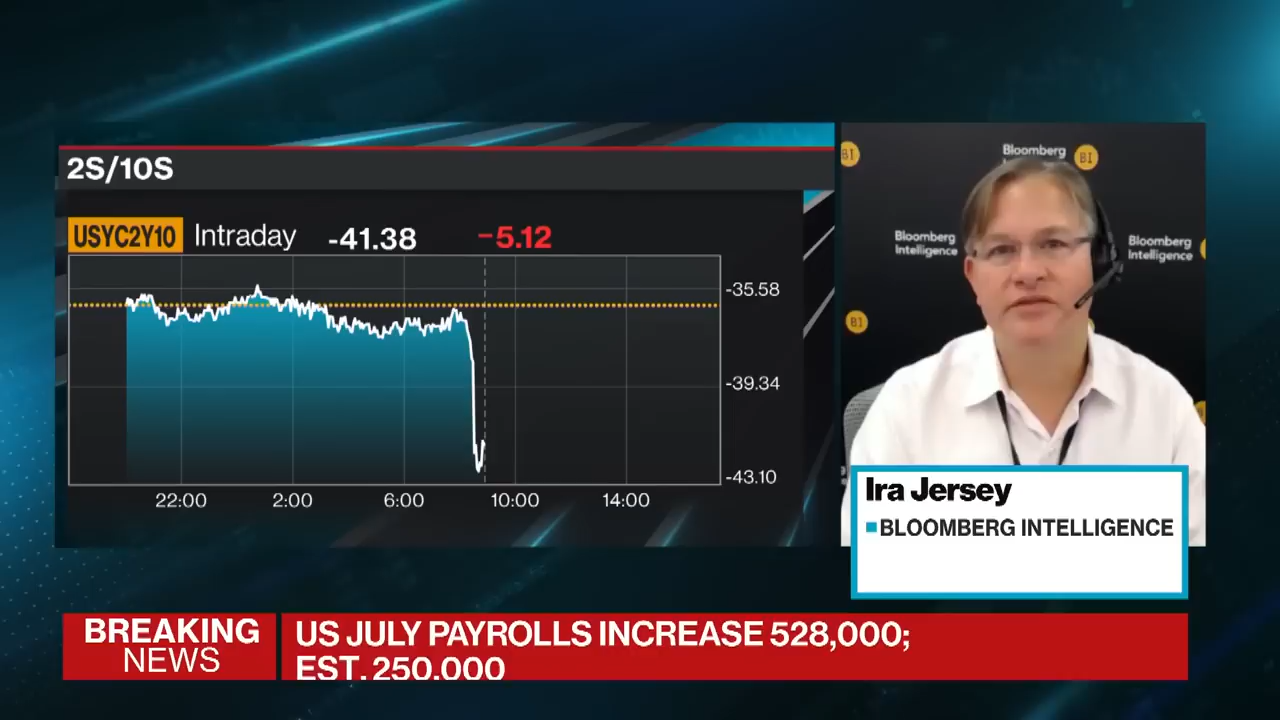 2S/10S
USYC2Y10 Intraday -41.38 -5.12
-35.58
-39.34
-43.10
22:00 2:00 6:00 10:00 14:00
BI
Bloomberg
BI
Bloomberg
Intelligence
Bloomberg
Intelligence
BI
Ira Jersey
BLOOMBERG INTELLIGENCE
BREAKING
NEWS
US JULY PAYROLLS INCREASE 528,000;
EST. 250,000